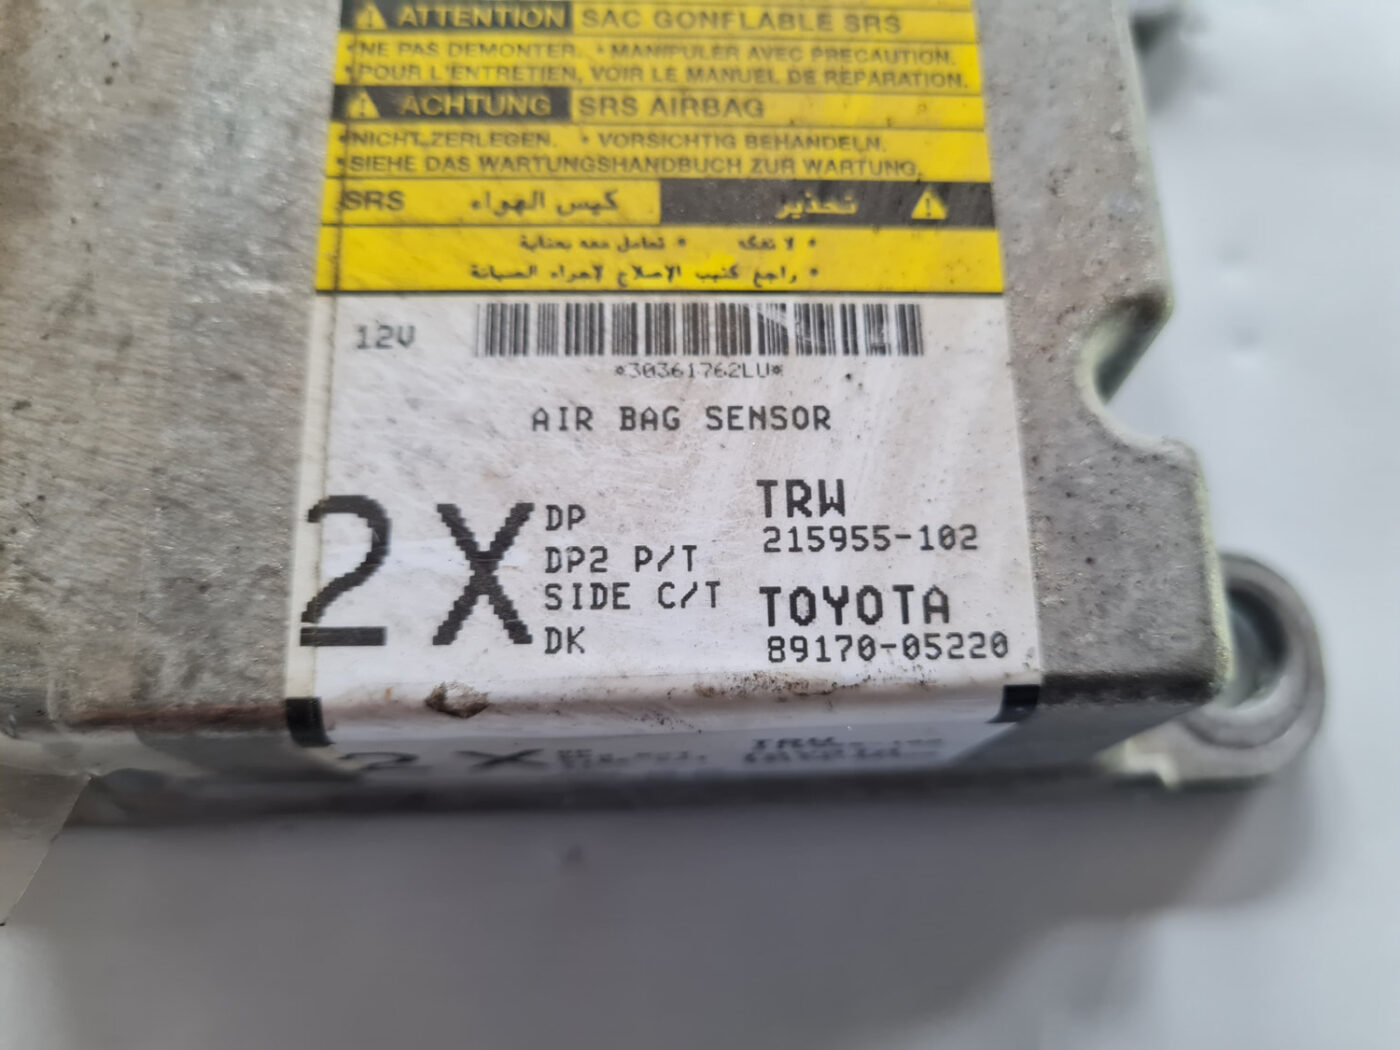 ATTENTION SAC GONFLABLE SRS
•NE PAS DEMONTER. •MANIPULER AVEC PRECAUTION.
•POUR L'ENTRETIEN, VOIR LE MANUEL DE REPARATION.
ACHTUNG SRS AIRBAG
•NICHT ZERLEGEN. •VORSICHTIG BEHANDELN.
•SIEHE DAS WARTUNGSHANDBUCH ZUR WARTUNG.
تحذير كيس الهواء SRS
• لا تفكه • تعامل معه بعناية
• راجع كتيب الإصلاح لإجراء الصيانة
12V
*30361762LU*
AIR BAG SENSOR
2X
DP
DP2 P/T
SIDE C/T
DK
TRW
215955-102
TOYOTA
89170-05220
2X
TRW